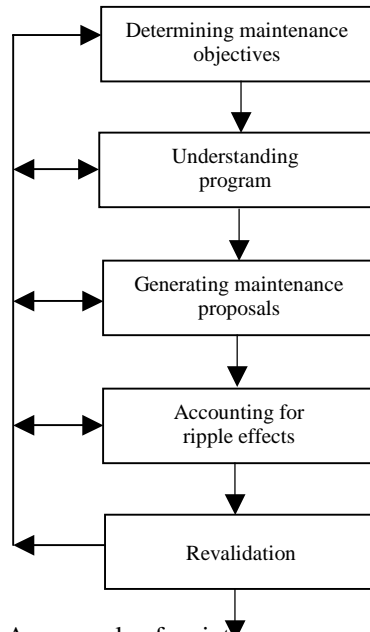 Determining maintenance
objectives
Understanding
program
Generating maintenance
proposals
Accounting for
ripple effects
Revalidation